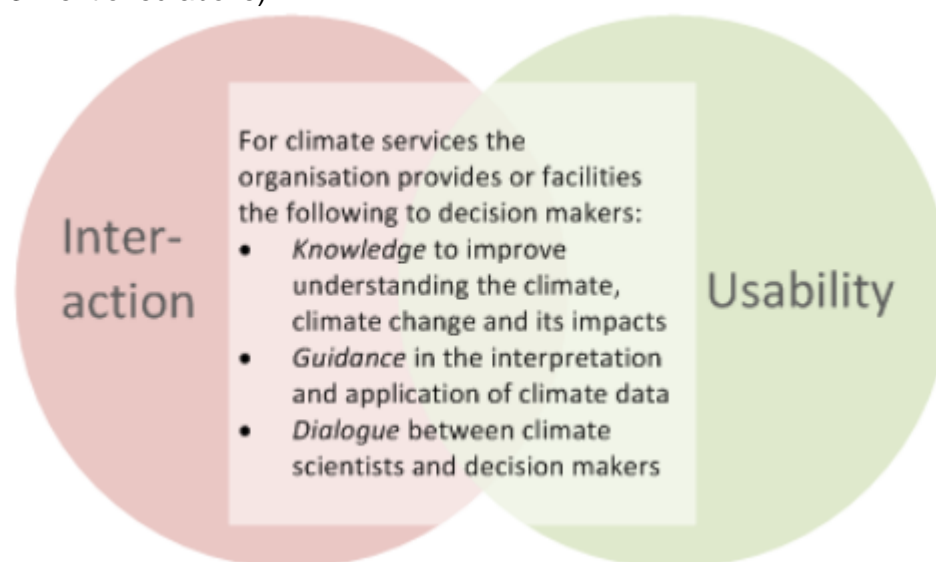 Inter-
action
For climate services the
organisation provides or facilities
the following to decision makers:
• Knowledge to improve
understanding the climate,
climate change and its impacts
• Guidance in the interpretation
and application of climate data
• Dialogue between climate
scientists and decision makers
Usability